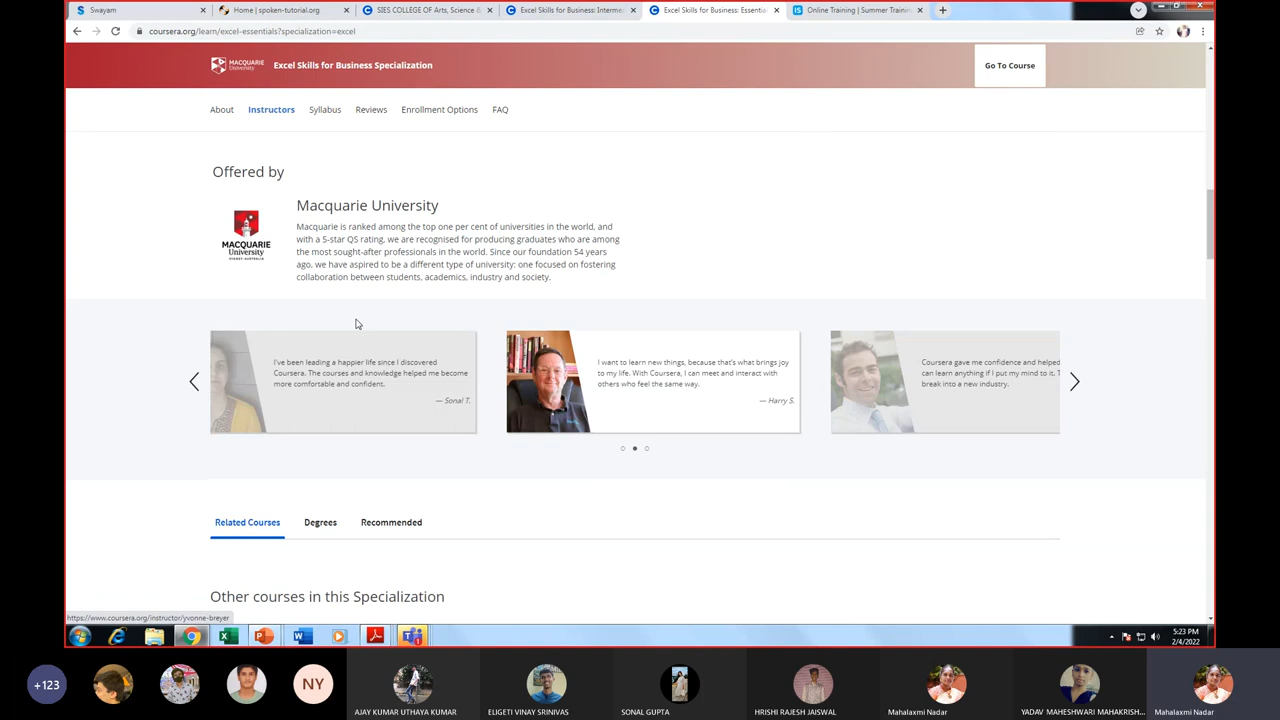 Swayam
Home | spoken-tutorial.org
SIES COLLEGE OF Arts, Science &
Excel Skills for Business: Interme
Excel Skills for Business: Essentia
Online Training | Summer Trainin
coursera.org/learn/excel-essentials?specialization=excel
MACQUARIE
University
Excel Skills for Business Specialization
Go To Course
About
Instructors
Syllabus
Reviews
Enrollment Options
FAQ
Offered by
Macquarie University
Macquarie is ranked among the top one per cent of universities in the world, and
with a 5-star QS rating, we are recognised for producing graduates who are among
the most sought-after professionals in the world. Since our foundation 54 years
ago, we have aspired to be a different type of university: one focused on fostering
collaboration between students, academics, industry and society.
MACQUARIE
University
SYDNEY·AUSTRALIA
I've been leading a happier life since I discovered
Coursera. The courses and knowledge helped me become
more comfortable and confident.
— Sonal T.
I want to learn new things, because that's what brings joy
to my life. With Coursera, I can meet and interact with
others who feel the same way.
— Harry S.
Coursera gave me confidence and helped
can learn anything if I put my mind to it. T
break into a new industry.
Related Courses
Degrees
Recommended
Other courses in this Specialization
https://www.coursera.org/instructor/yvonne-breyer
5:23 PM
2/4/2022
+123
NY
AJAY KUMAR UTHAYA KUMAR
ELIGETI VINAY SRINIVAS
SONAL GUPTA
HRISHI RAJESH JAISWAL
Mahalaxmi Nadar
YADAV MAHESHWARI MAHAKRISH...
Mahalaxmi Nadar